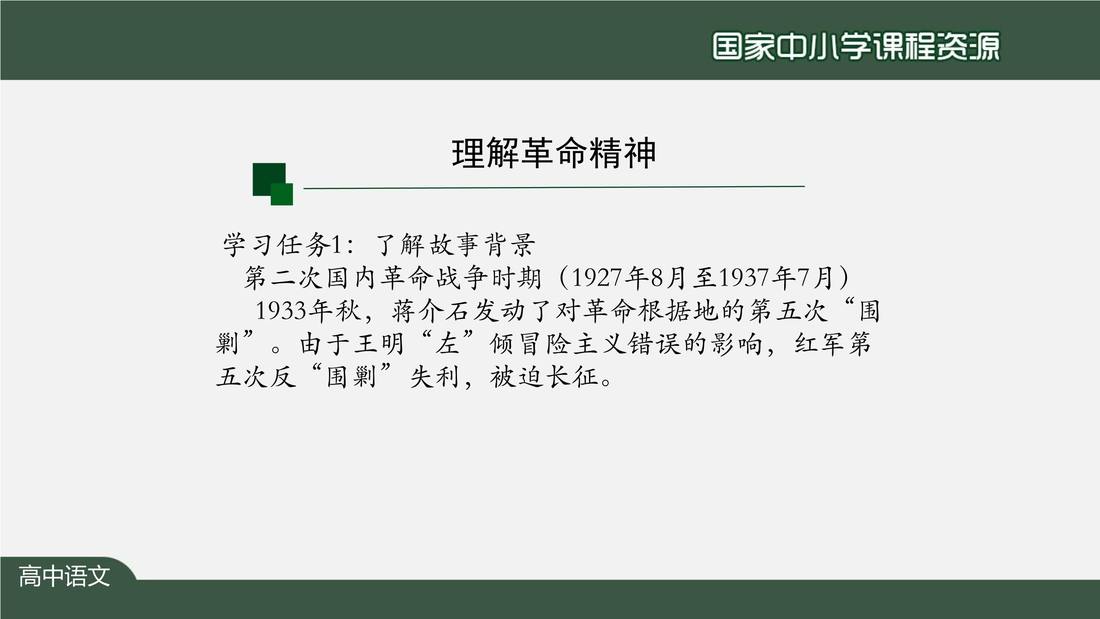 国家中小学课程资源
理解革命精神
学习任务1：了解故事背景
第二次国内革命战争时期（1927年8月至1937年7月）
1933年秋，蒋介石发动了对革命根据地的第五次“围
剿”。由于王明“左”倾冒险主义错误的影响，红军第
五次反“围剿”失利，被迫长征。
高中语文